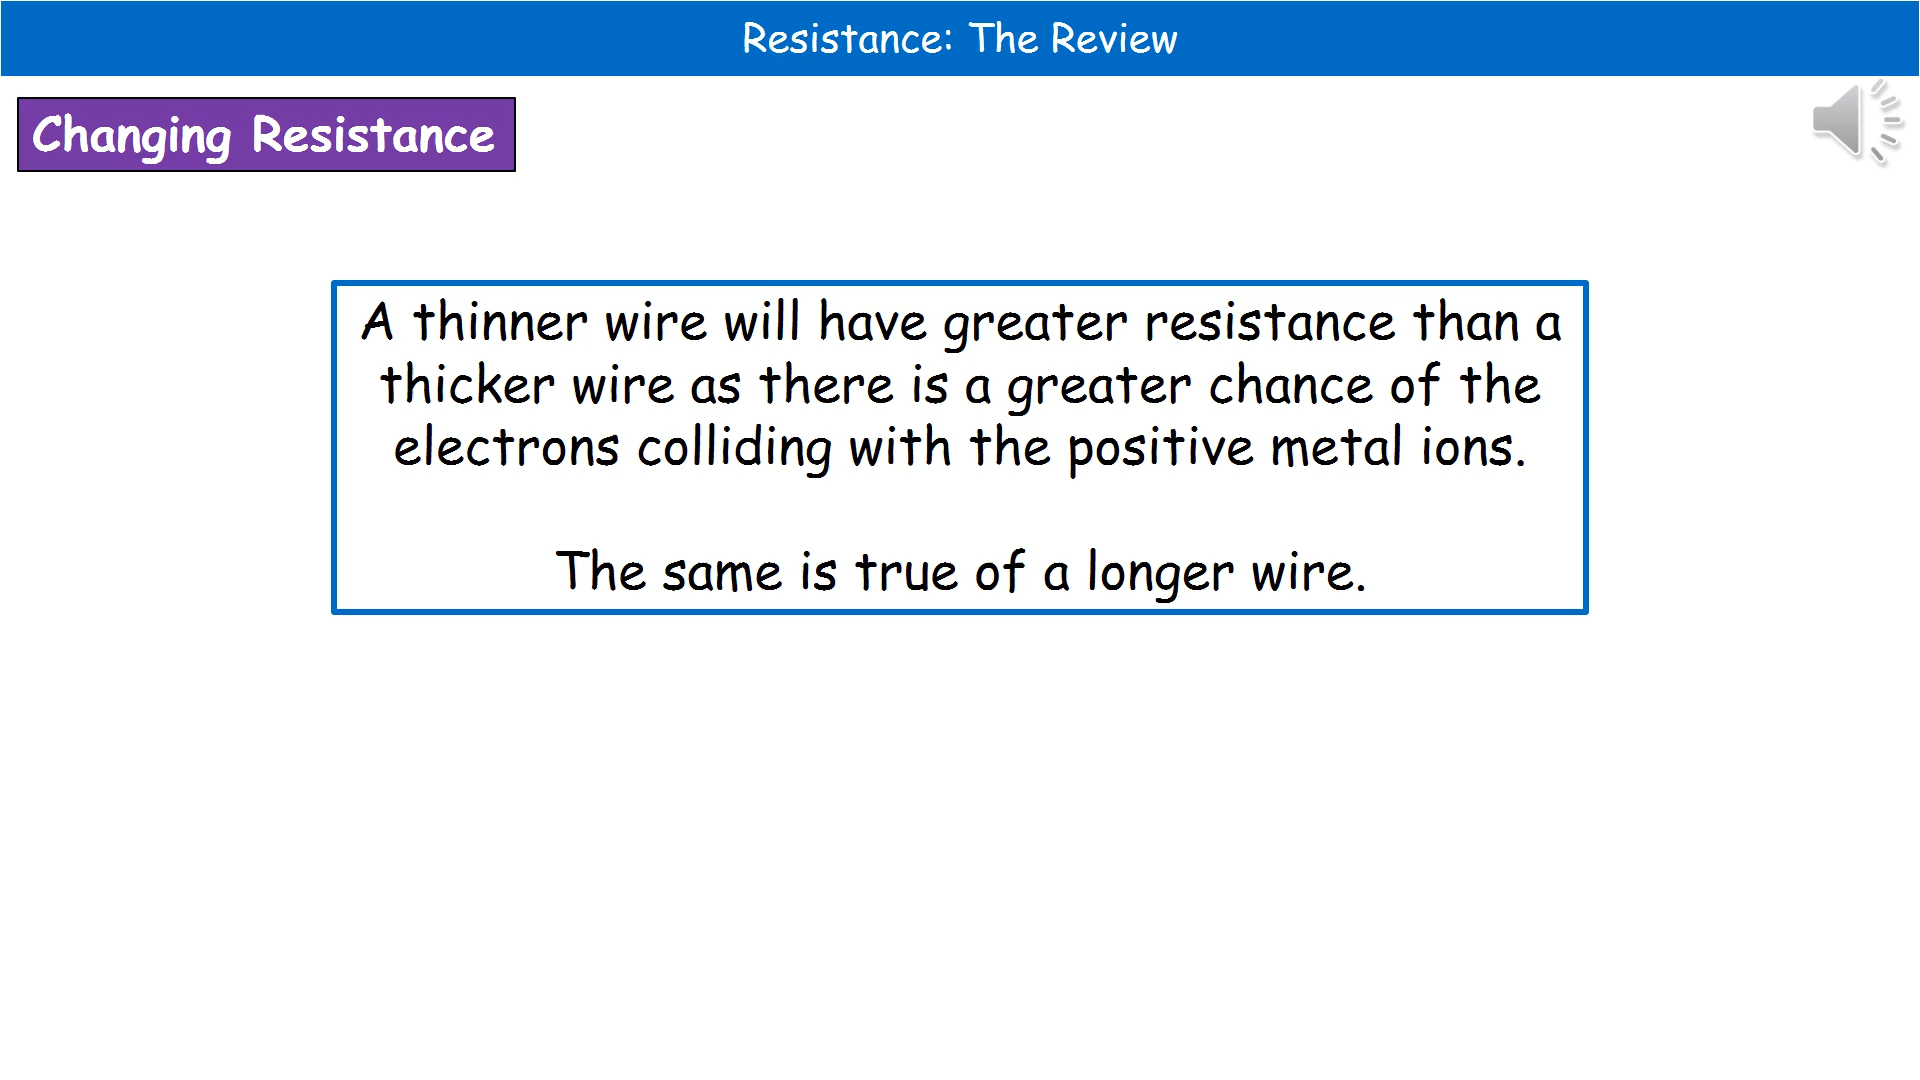 Resistance: The Review
Changing Resistance
A thinner wire will have greater resistance than a
thicker wire as there is a greater chance of the
electrons colliding with the positive metal ions.
The same is true of a longer wire.